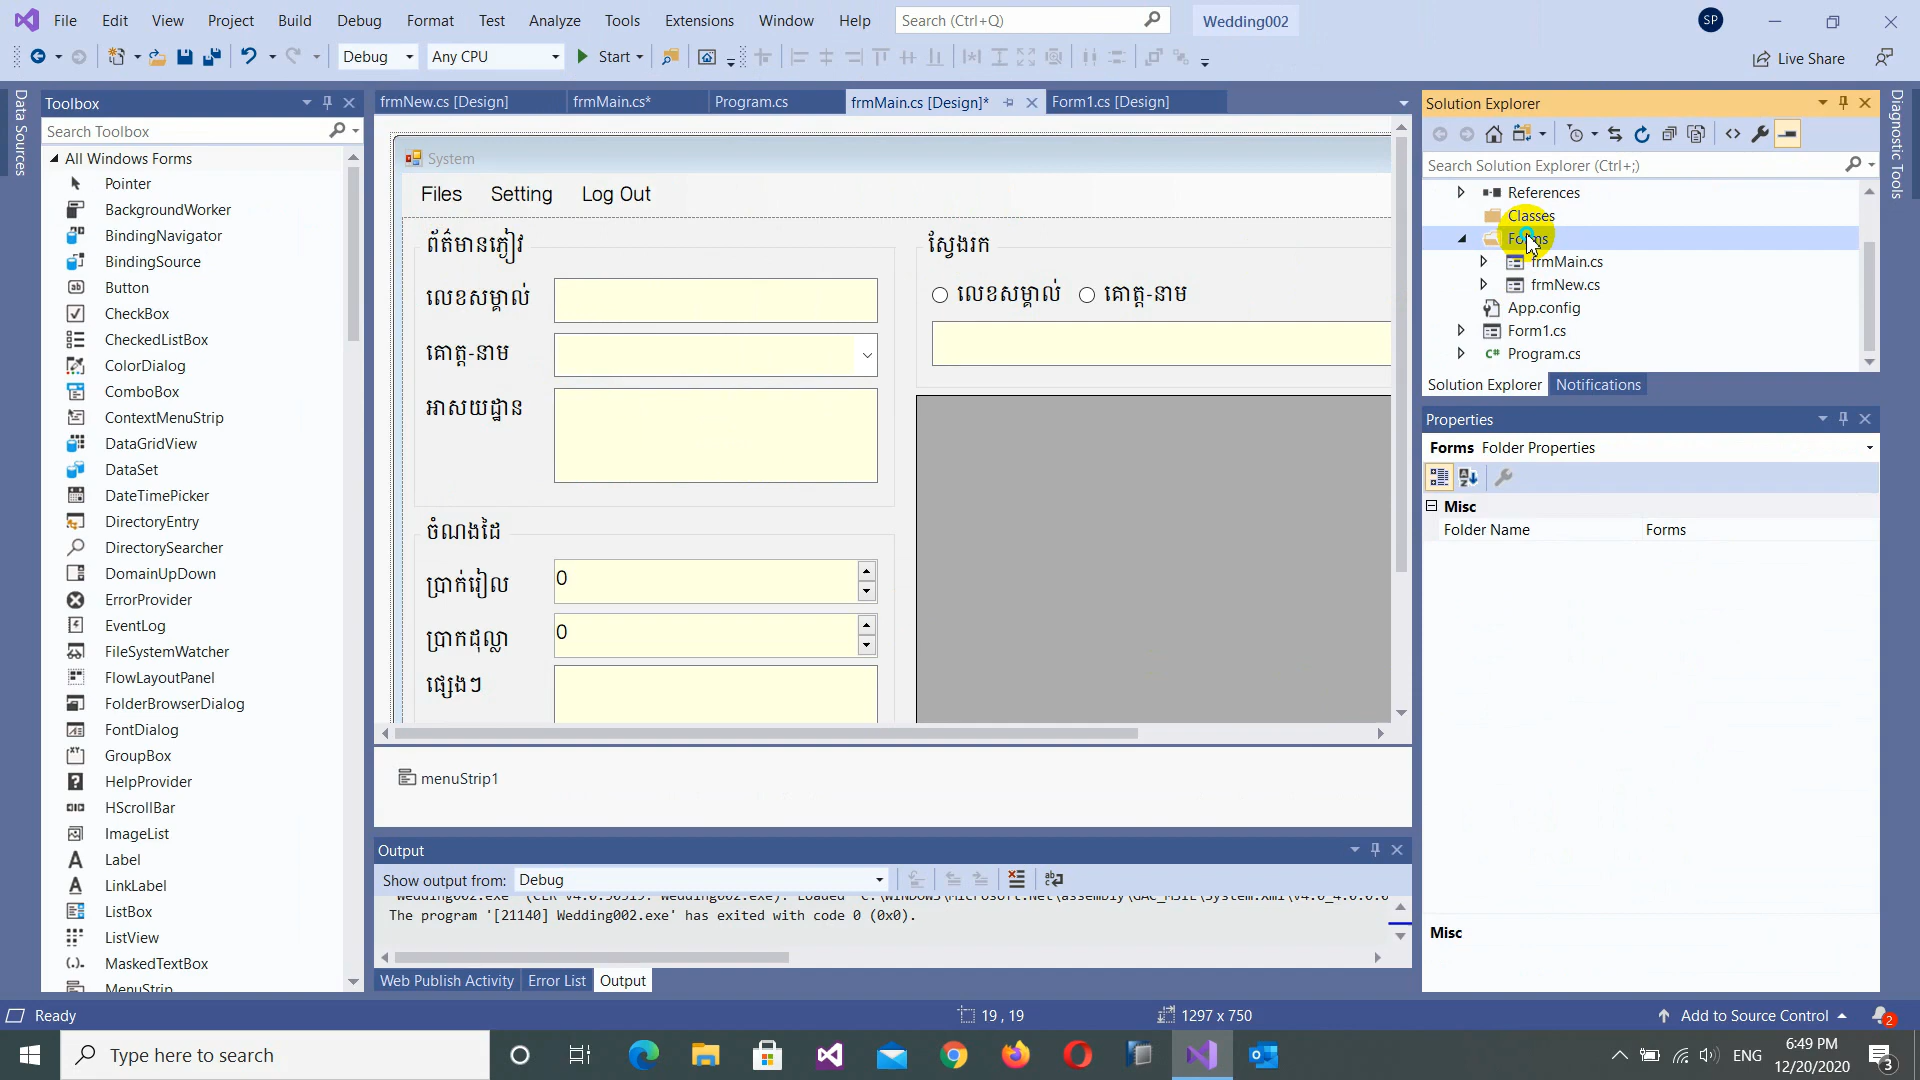 File Edit View Project Build Debug Format Test Analyze Tools Extensions Window Help Search (Ctrl+Q) Wedding002 SP
Debug Any CPU Start Live Share
Data Sources
Toolbox
Search Toolbox
All Windows Forms
Pointer
BackgroundWorker
BindingNavigator
BindingSource
Button
CheckBox
CheckedListBox
ColorDialog
ComboBox
ContextMenuStrip
DataGridView
DataSet
DateTimePicker
DirectoryEntry
DirectorySearcher
DomainUpDown
ErrorProvider
EventLog
FileSystemWatcher
FlowLayoutPanel
FolderBrowserDialog
FontDialog
GroupBox
HelpProvider
HScrollBar
ImageList
Label
LinkLabel
ListBox
ListView
MaskedTextBox
MenuStrip
frmNew.cs [Design] frmMain.cs* Program.cs frmMain.cs [Design]* Form1.cs [Design]
System
Files Setting Log Out
ព័ត៌មានភ្ញៀវ
លេខសម្គាល់
គោត្ត-នាម
អាសយដ្ឋាន
ចំណងដៃ
ប្រាក់រៀល 0
ប្រាកដុល្លា 0
ផ្សេងៗ
ស្វែងរក
លេខសម្គាល់ គោត្ត-នាម
menuStrip1
Output
Show output from: Debug
The program '[21140] Wedding002.exe' has exited with code 0 (0x0).
Web Publish Activity Error List Output
Solution Explorer
Search Solution Explorer (Ctrl+;)
References
Classes
Forms
frmMain.cs
frmNew.cs
App.config
Form1.cs
Program.cs
Solution Explorer Notifications
Properties
Forms Folder Properties
Misc
Folder Name Forms
Misc
Diagnostic Tools
Ready 19 , 19 1297 x 750 Add to Source Control 2
Type here to search ENG 6:49 PM
12/20/2020 3